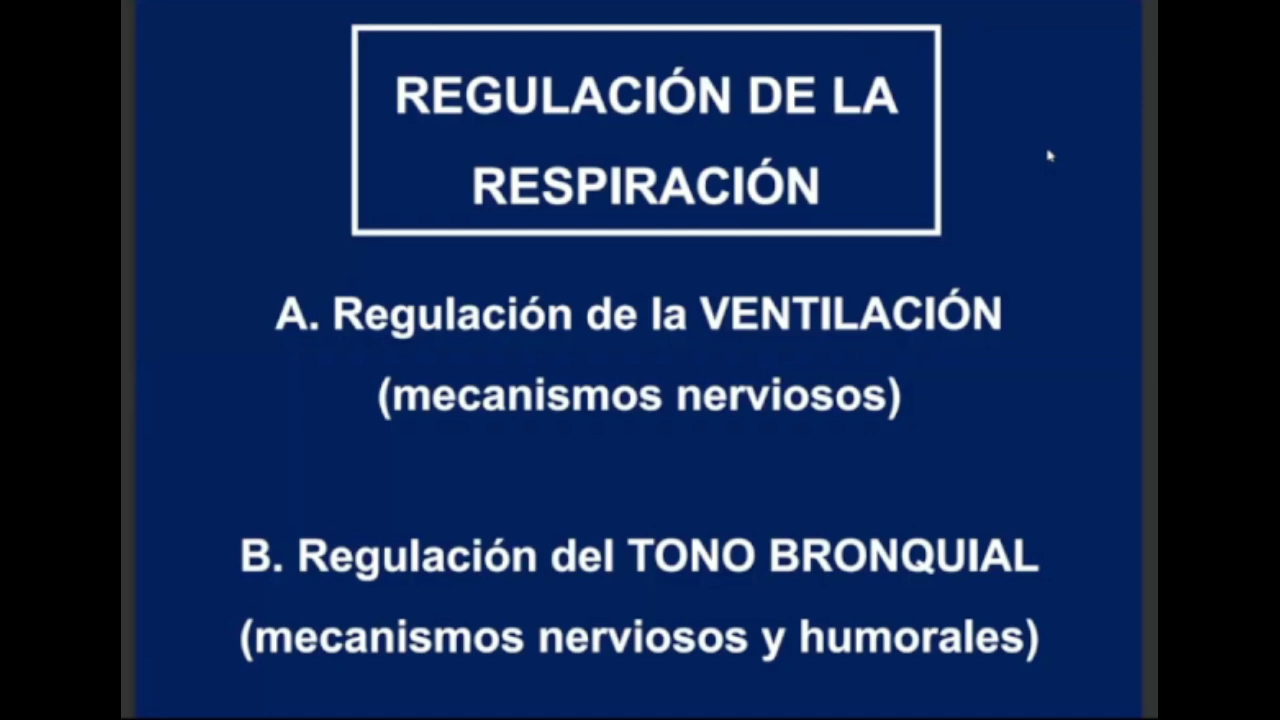 REGULACIÓN DE LA
RESPIRACIÓN
A. Regulación de la VENTILACIÓN
(mecanismos nerviosos)
B. Regulación del TONO BRONQUIAL
(mecanismos nerviosos y humorales)